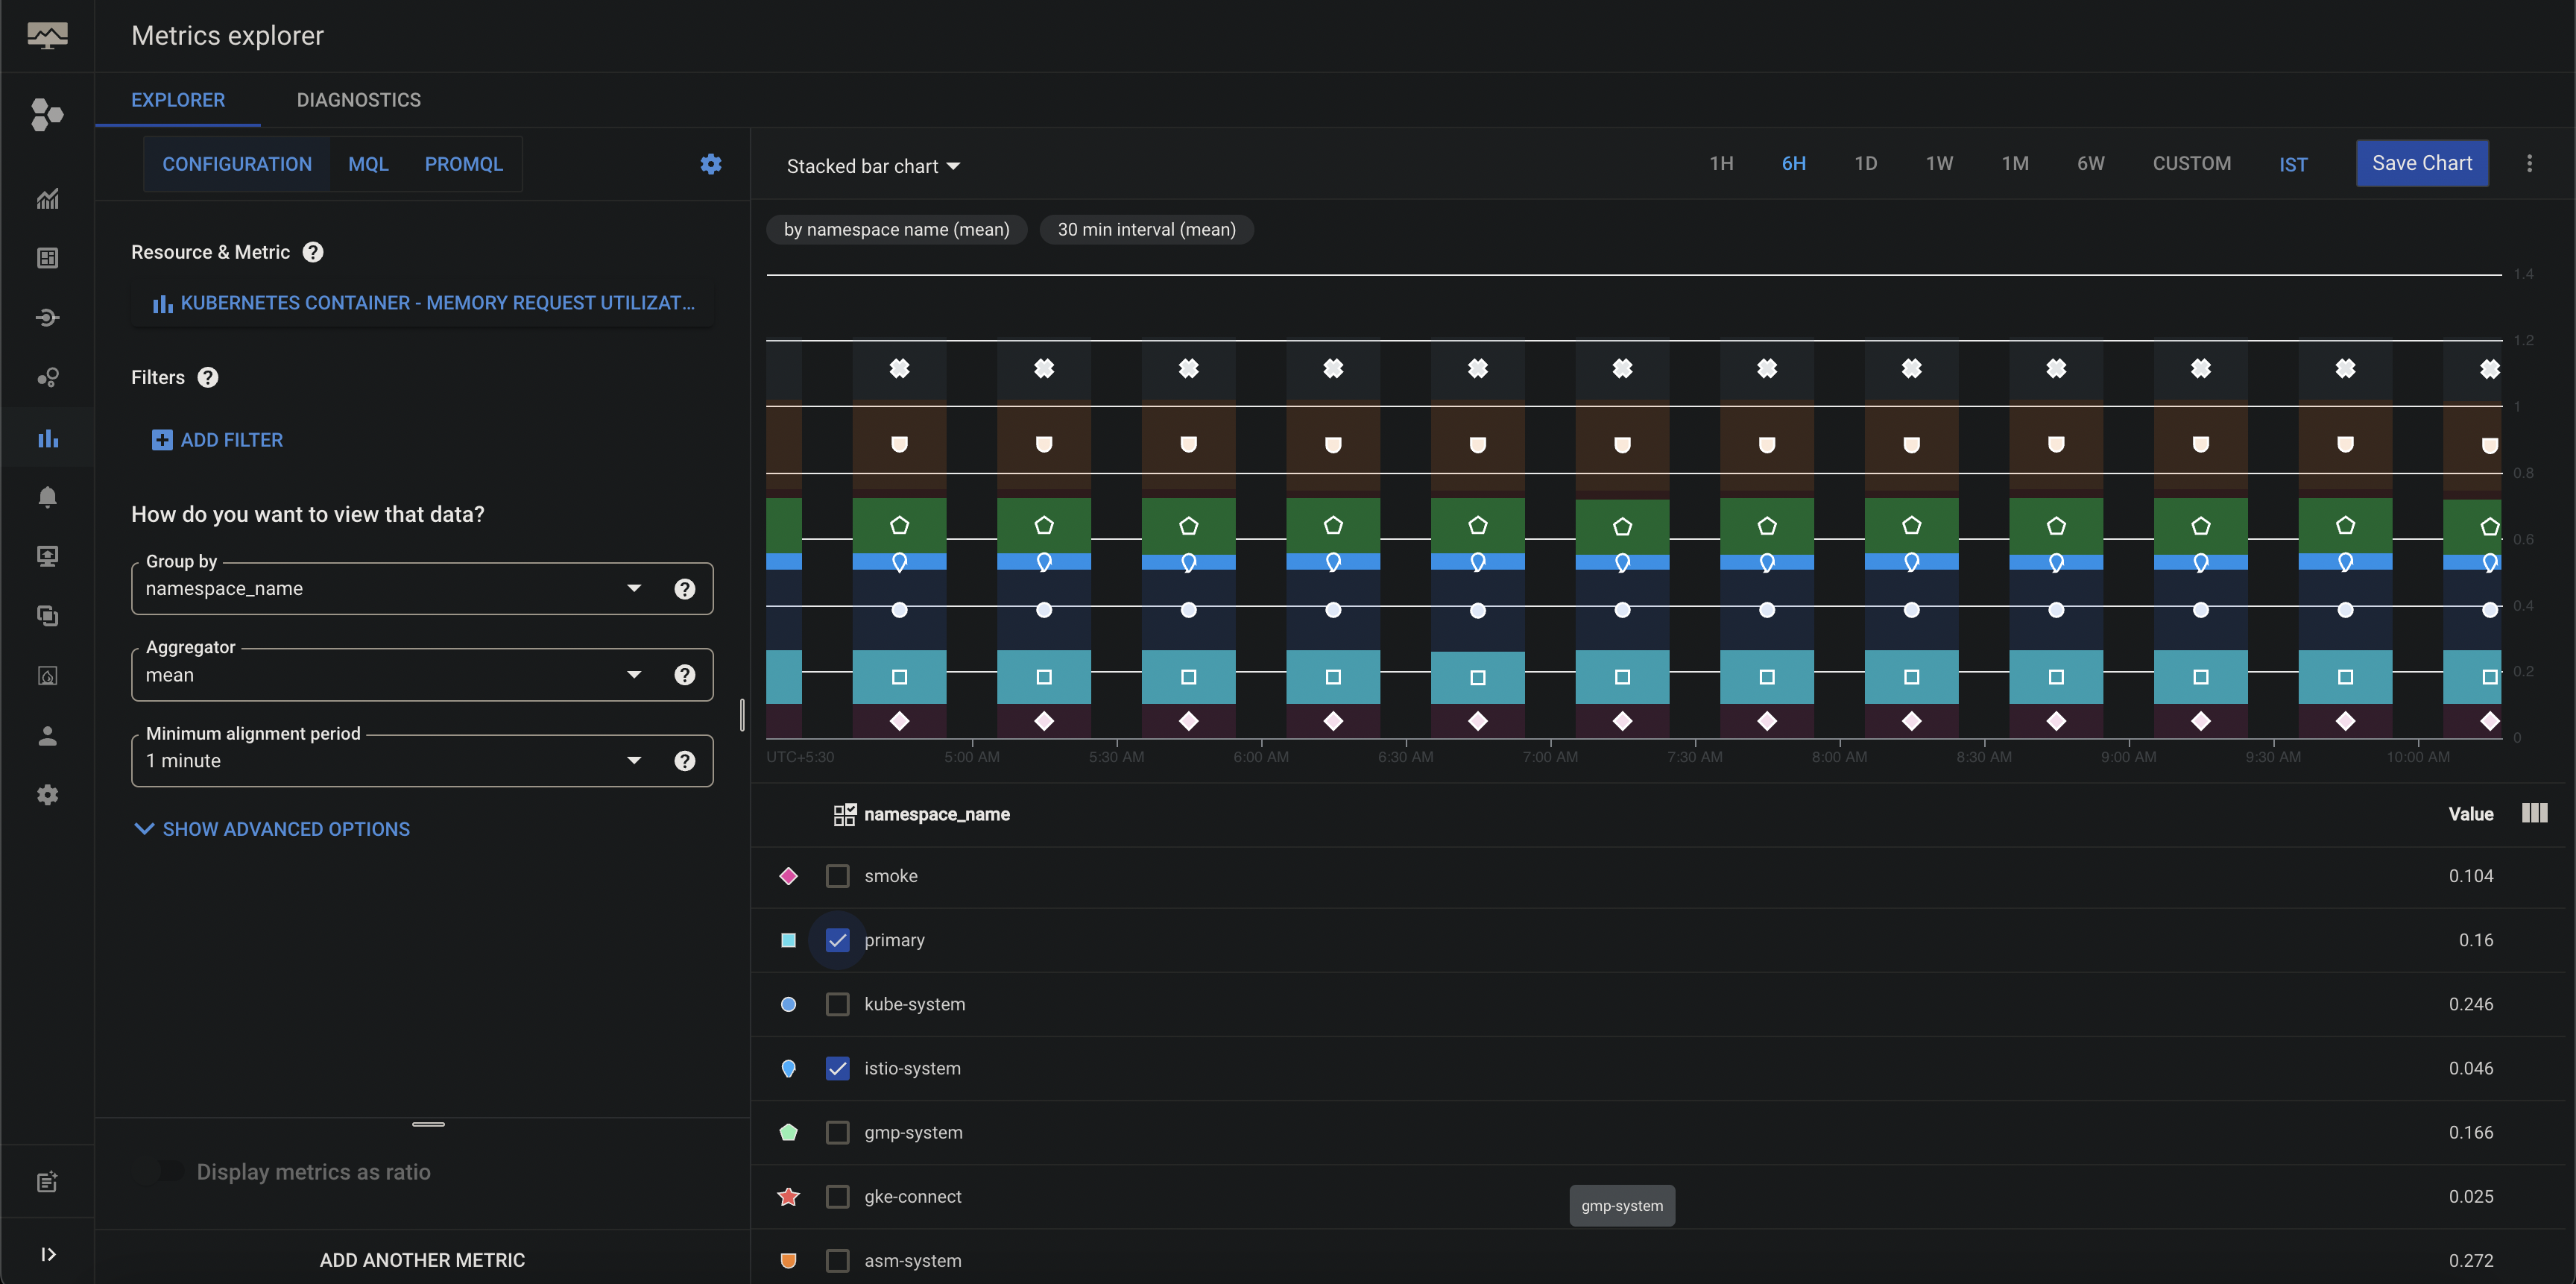 Metrics explorer
EXPLORER DIAGNOSTICS
CONFIGURATION MQL PROMQL
Stacked bar chart 1H 6H 1D 1W 1M 6W CUSTOM IST Save Chart
by namespace name (mean) 30 min interval (mean)
Resource & Metric
KUBERNETES CONTAINER - MEMORY REQUEST UTILIZAT...
Filters
ADD FILTER
How do you want to view that data?
Group by
namespace_name
Aggregator
mean
Minimum alignment period
1 minute
SHOW ADVANCED OPTIONS
Display metrics as ratio
ADD ANOTHER METRIC
1.4
1.2
1
0.8
0.6
0.4
0.2
0
UTC+5:30 5:00 AM 5:30 AM 6:00 AM 6:30 AM 7:00 AM 7:30 AM 8:00 AM 8:30 AM 9:00 AM 9:30 AM 10:00 AM
namespace_name Value
smoke 0.104
primary 0.16
kube-system 0.246
istio-system 0.046
gmp-system 0.166
gke-connect 0.025
gmp-system
asm-system 0.272